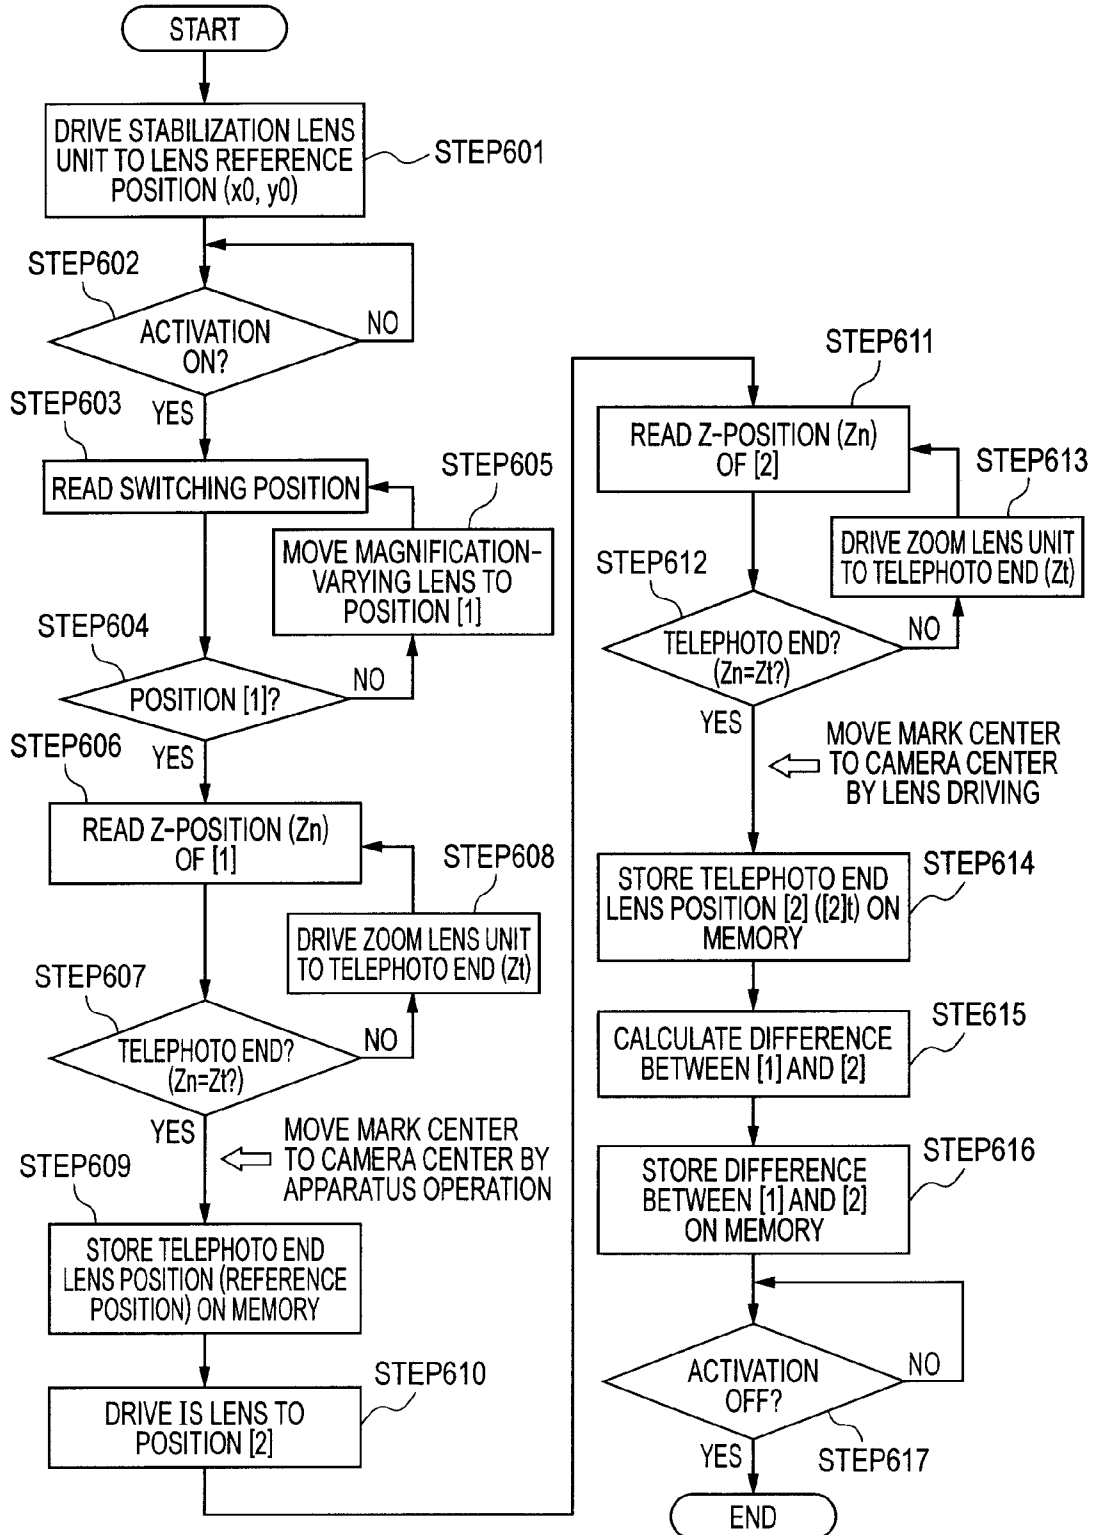 START
DRIVE STABILIZATION LENS
UNIT TO LENS REFERENCE
POSITION (x0, y0)
STEP601
STEP602
ACTIVATION
ON?
NO
YES
STEP603
READ SWITCHING POSITION
STEP605
MOVE MAGNIFICATION-
VARYING LENS TO
POSITION [1]
STEP604
POSITION [1]?
NO
YES
STEP606
READ Z-POSITION (Zn)
OF [1]
STEP608
DRIVE ZOOM LENS UNIT
TO TELEPHOTO END (Zt)
STEP607
TELEPHOTO END?
(Zn=Zt?)
NO
YES
MOVE MARK CENTER
TO CAMERA CENTER BY
APPARATUS OPERATION
STEP609
STORE TELEPHOTO END
LENS POSITION (REFERENCE
POSITION) ON MEMORY
STEP610
DRIVE IS LENS TO
POSITION [2]
STEP611
READ Z-POSITION (Zn)
OF [2]
STEP613
DRIVE ZOOM LENS UNIT
TO TELEPHOTO END (Zt)
STEP612
TELEPHOTO END?
(Zn=Zt?)
NO
YES
MOVE MARK CENTER
TO CAMERA CENTER
BY LENS DRIVING
STORE TELEPHOTO END
LENS POSITION [2] ([2]t) ON
MEMORY
STEP614
CALCULATE DIFFERENCE
BETWEEN [1] AND [2]
STE615
STORE DIFFERENCE
BETWEEN [1] AND [2]
ON MEMORY
STEP616
ACTIVATION
OFF?
NO
YES
STEP617
END